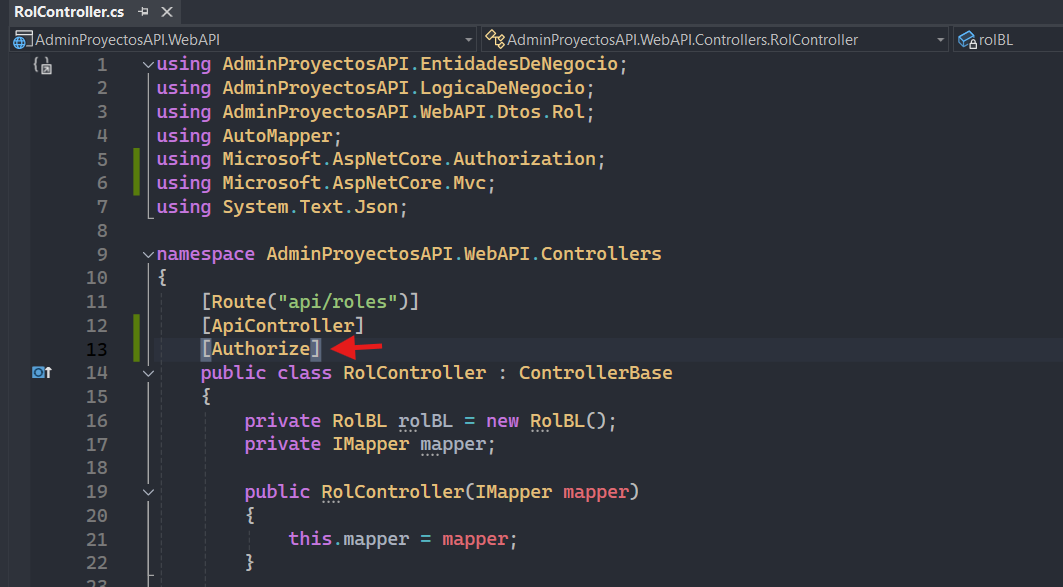 RolController.cs
AdminProyectosAPI.WebAPI AdminProyectosAPI.WebAPI.Controllers.RolController rolBL
1 using AdminProyectosAPI.EntidadesDeNegocio;
2 using AdminProyectosAPI.LogicaDeNegocio;
3 using AdminProyectosAPI.WebAPI.Dtos.Rol;
4 using AutoMapper;
5 using Microsoft.AspNetCore.Authorization;
6 using Microsoft.AspNetCore.Mvc;
7 using System.Text.Json;
8
9 namespace AdminProyectosAPI.WebAPI.Controllers
10 {
11 [Route("api/roles")]
12 [ApiController]
13 [Authorize]
14 public class RolController : ControllerBase
15 {
16 private RolBL rolBL = new RolBL();
17 private IMapper mapper;
18
19 public RolController(IMapper mapper)
20 {
21 this.mapper = mapper;
22 }
23